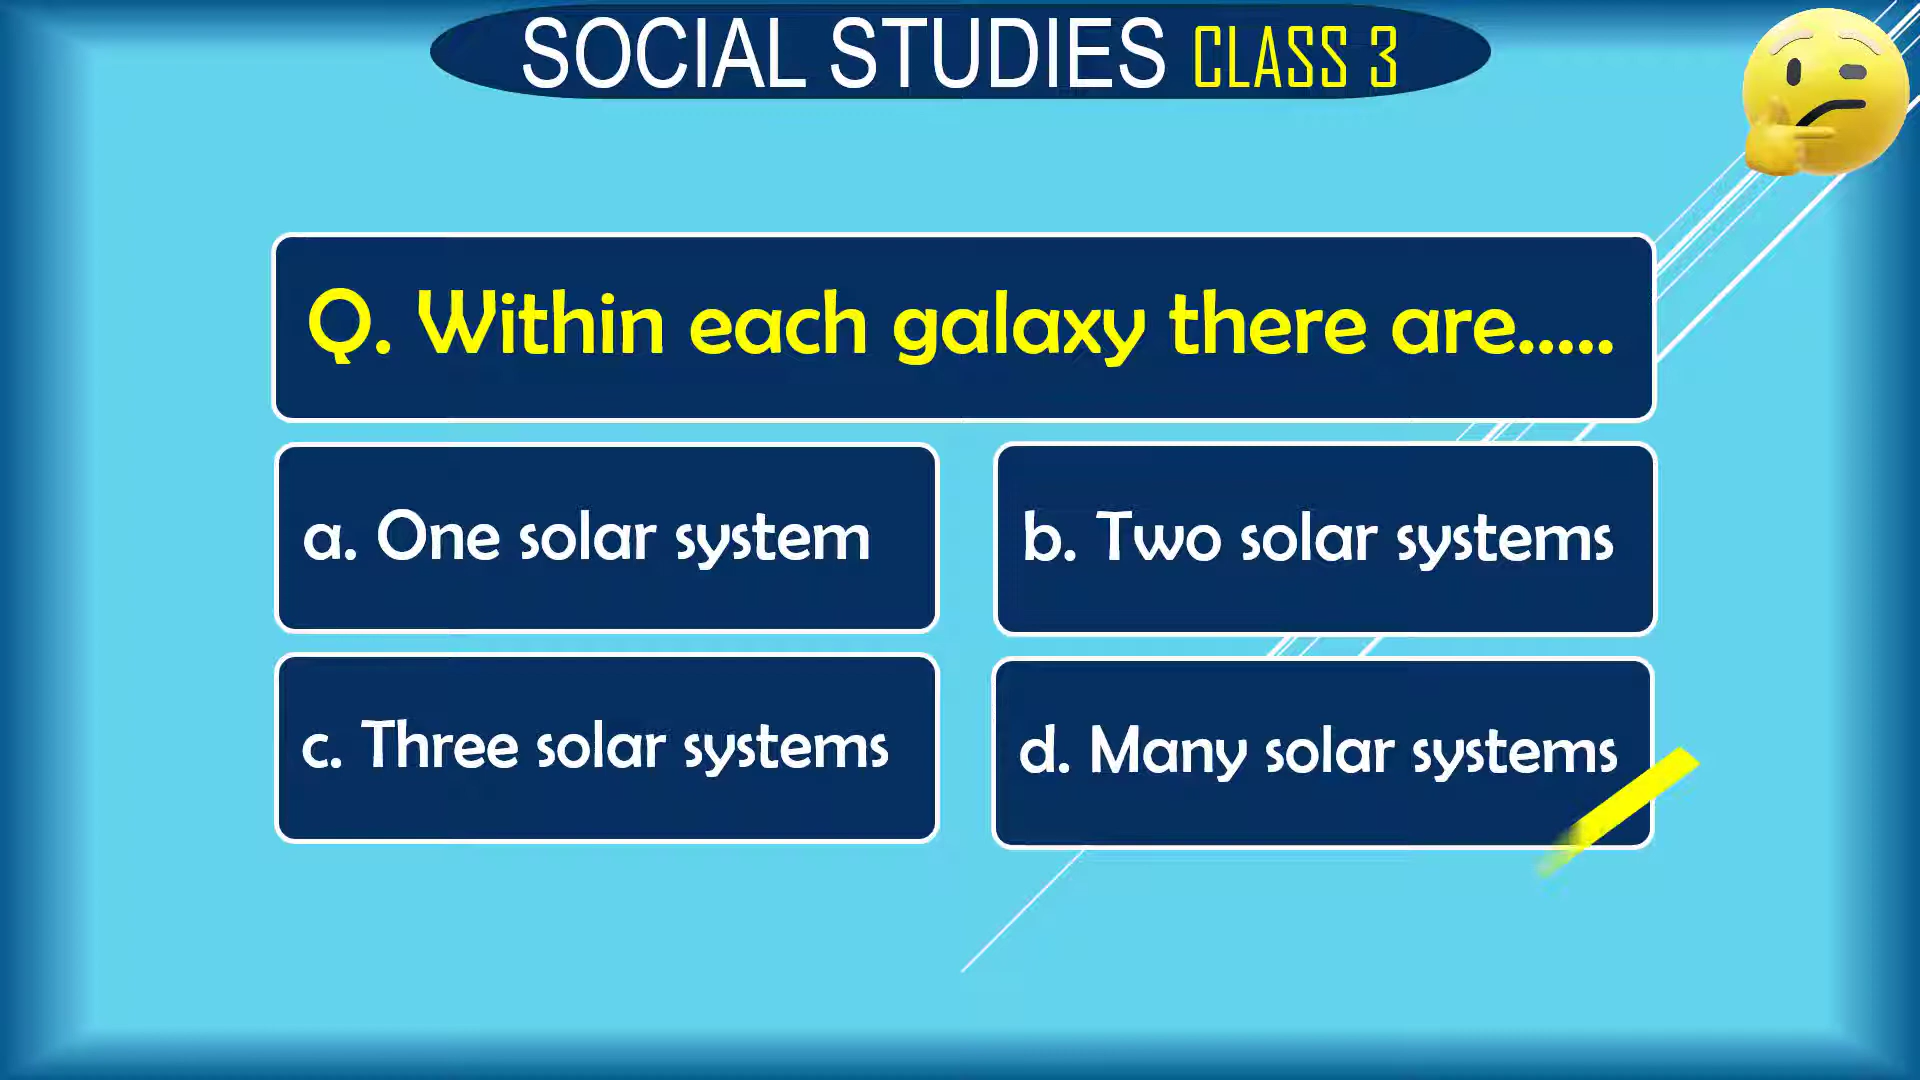 SOCIAL STUDIES CLASS 3
Q. Within each galaxy there are.....
a. One solar system
b. Two solar systems
c. Three solar systems
d. Many solar systems